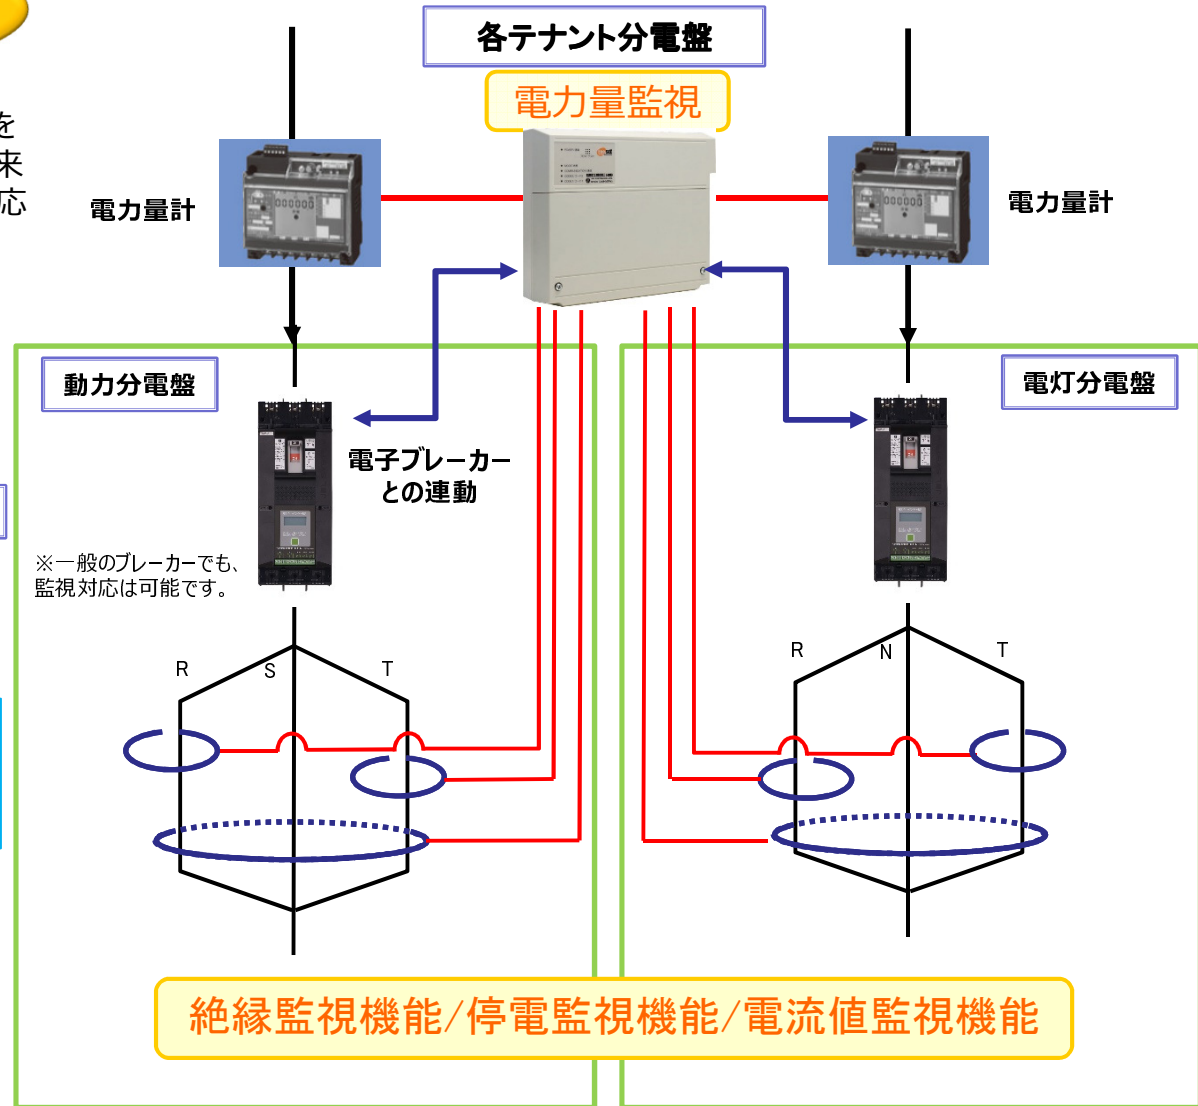 各テナント分電盤
電力量監視
を
来
応
電力量計
電力量計
動力分電盤
電灯分電盤
電子ブレーカー
との連動
※一般のブレーカーでも、
監視対応は可能です。
R
S
T
R
N
T
絶縁監視機能/停電監視機能/電流値監視機能